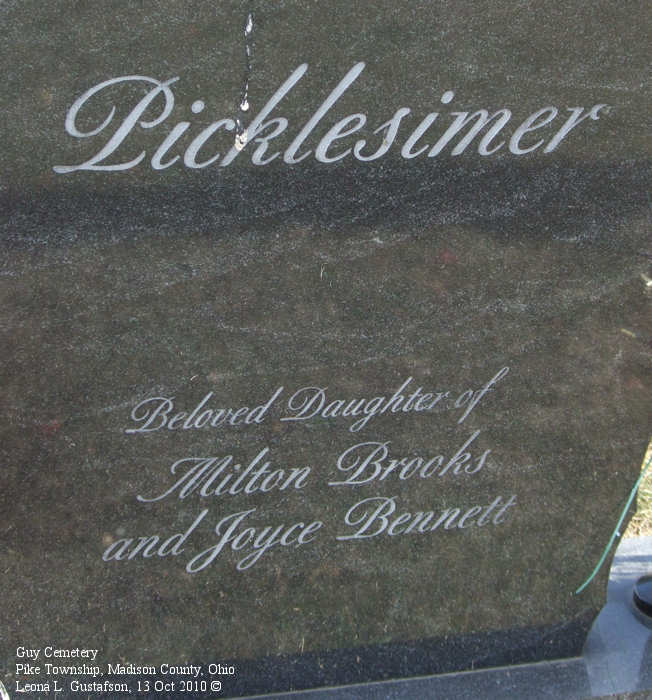 Picklesimer
Beloved Daughter of
Milton Brooks
and Joyce Bennett
Guy Cemetery
Pike Township, Madison County, Ohio
Leona L. Gustafson, 13 Oct 2010 ©